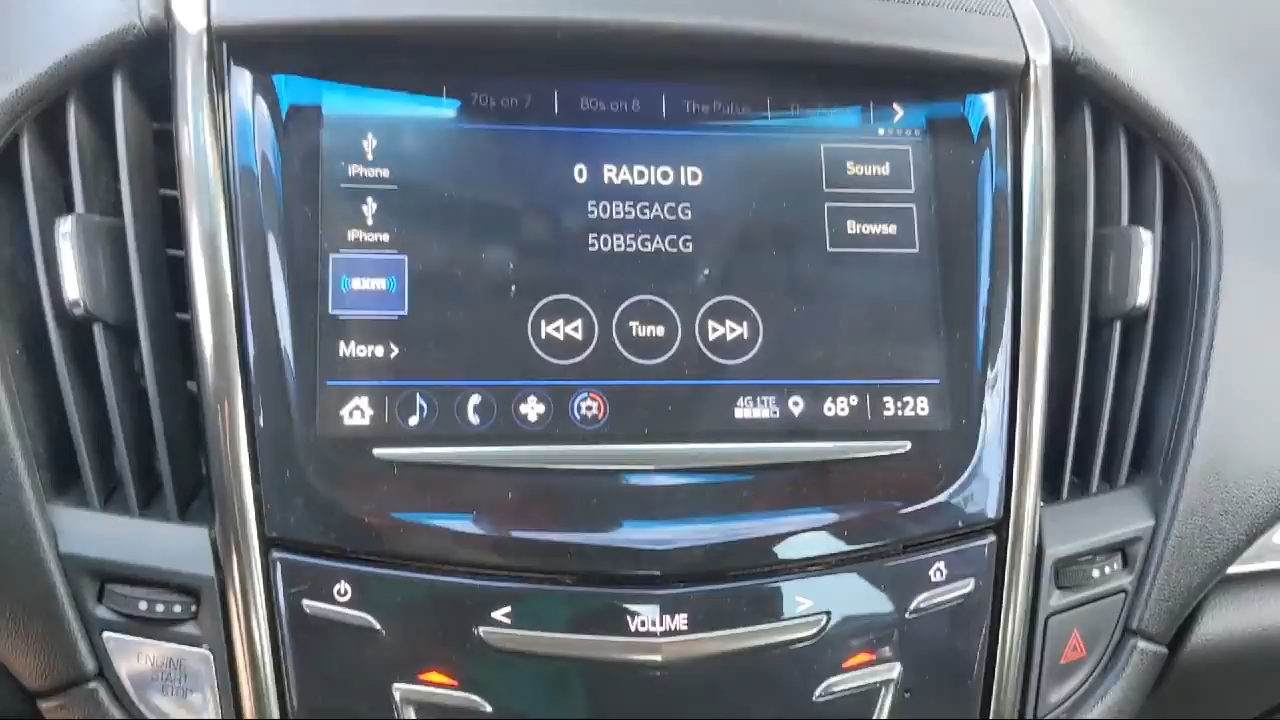 70s on 7 80s on 8 The Pulse >
iPhone
0 RADIO ID
Sound
50B5GACG
iPhone
50B5GACG
Browse
((sxm))
Tune
More >
4G LTE
68° 3:28
< VOLUME >
ENGINE
START
STOP